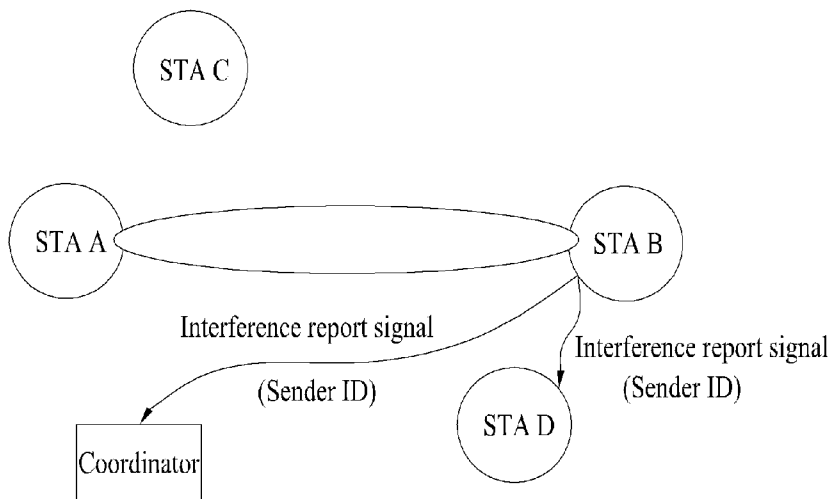 STA C
STA A
STA B
Interference report signal
(Sender ID)
Interference report signal
(Sender ID)
STA D
Coordinator